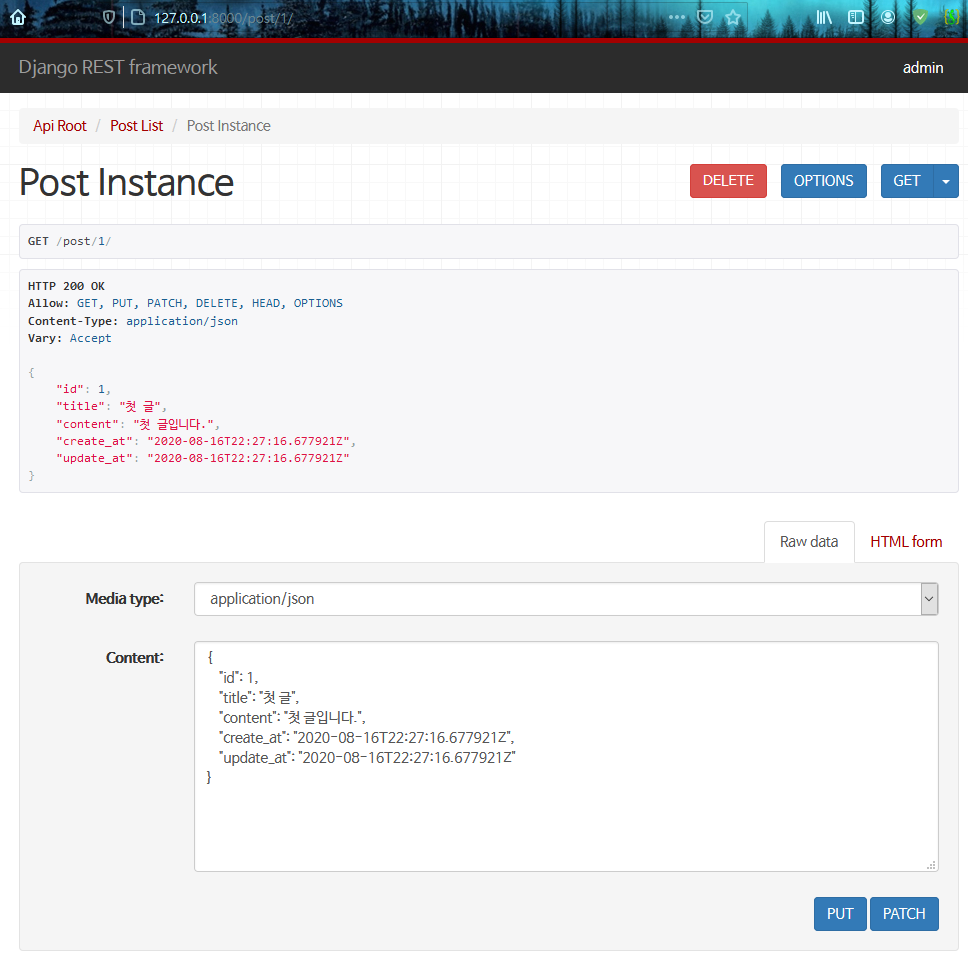 127.0.0.1:8000/post/1/
Django REST framework
admin
Api Root / Post List / Post Instance
Post Instance
DELETE
OPTIONS
GET
GET /post/1/
HTTP 200 OK
Allow: GET, PUT, PATCH, DELETE, HEAD, OPTIONS
Content-Type: application/json
Vary: Accept
{
"id": 1,
"title": "첫 글",
"content": "첫 글입니다.",
"create_at": "2020-08-16T22:27:16.677921Z",
"update_at": "2020-08-16T22:27:16.677921Z"
}
Raw data
HTML form
Media type:
application/json
Content:
{
"id": 1,
"title": "첫 글",
"content": "첫 글입니다.",
"create_at": "2020-08-16T22:27:16.677921Z",
"update_at": "2020-08-16T22:27:16.677921Z"
}
PUT
PATCH